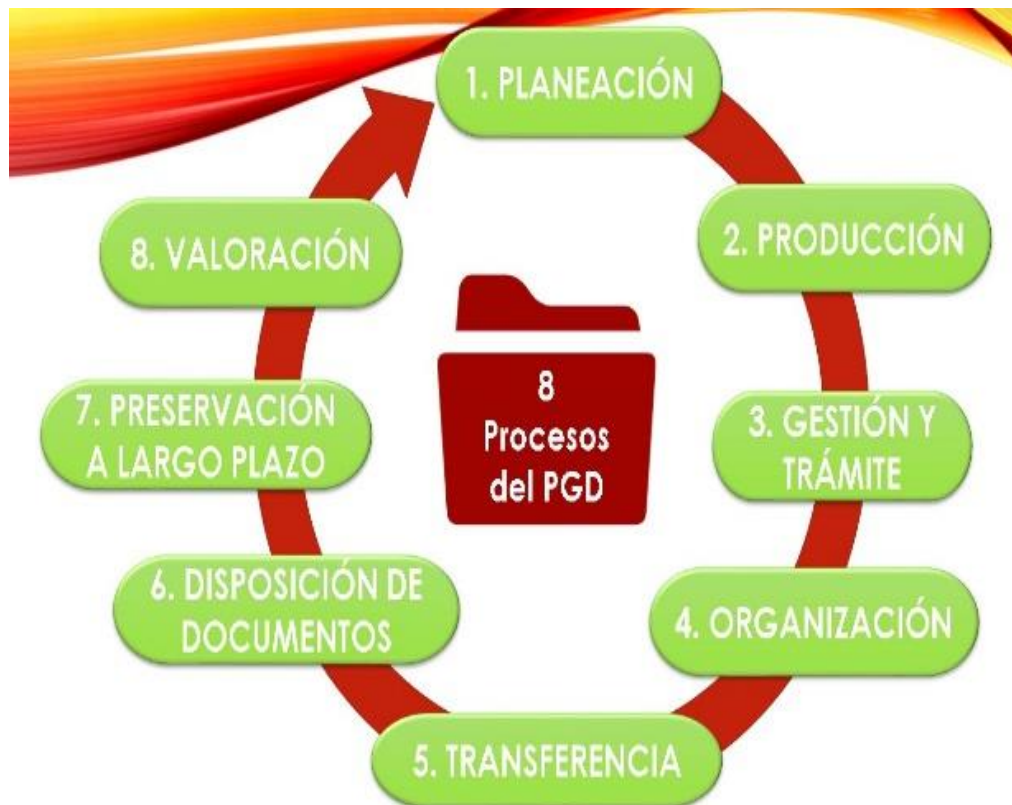 1. PLANEACIÓN
2. PRODUCCIÓN
3. GESTIÓN Y
TRÁMITE
4. ORGANIZACIÓN
5. TRANSFERENCIA
6. DISPOSICIÓN DE
DOCUMENTOS
7. PRESERVACIÓN
A LARGO PLAZO
8. VALORACIÓN
8
Procesos
del PGD